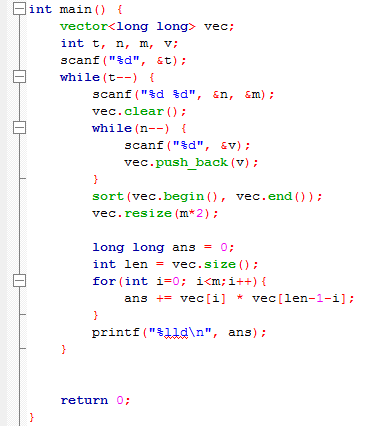 int main() {
    vector<long long> vec;
    int t, n, m, v;
    scanf("%d", &t);
    while(t--) {
        scanf("%d %d", &n, &m);
        vec.clear();
        while(n--) {
            scanf("%d", &v);
            vec.push_back(v);
        }
        sort(vec.begin(), vec.end());
        vec.resize(m*2);

        long long ans = 0;
        int len = vec.size();
        for(int i=0; i<m;i++){
            ans += vec[i] * vec[len-1-i];
        }
        printf("%lld\n", ans);
    }


    return 0;
}